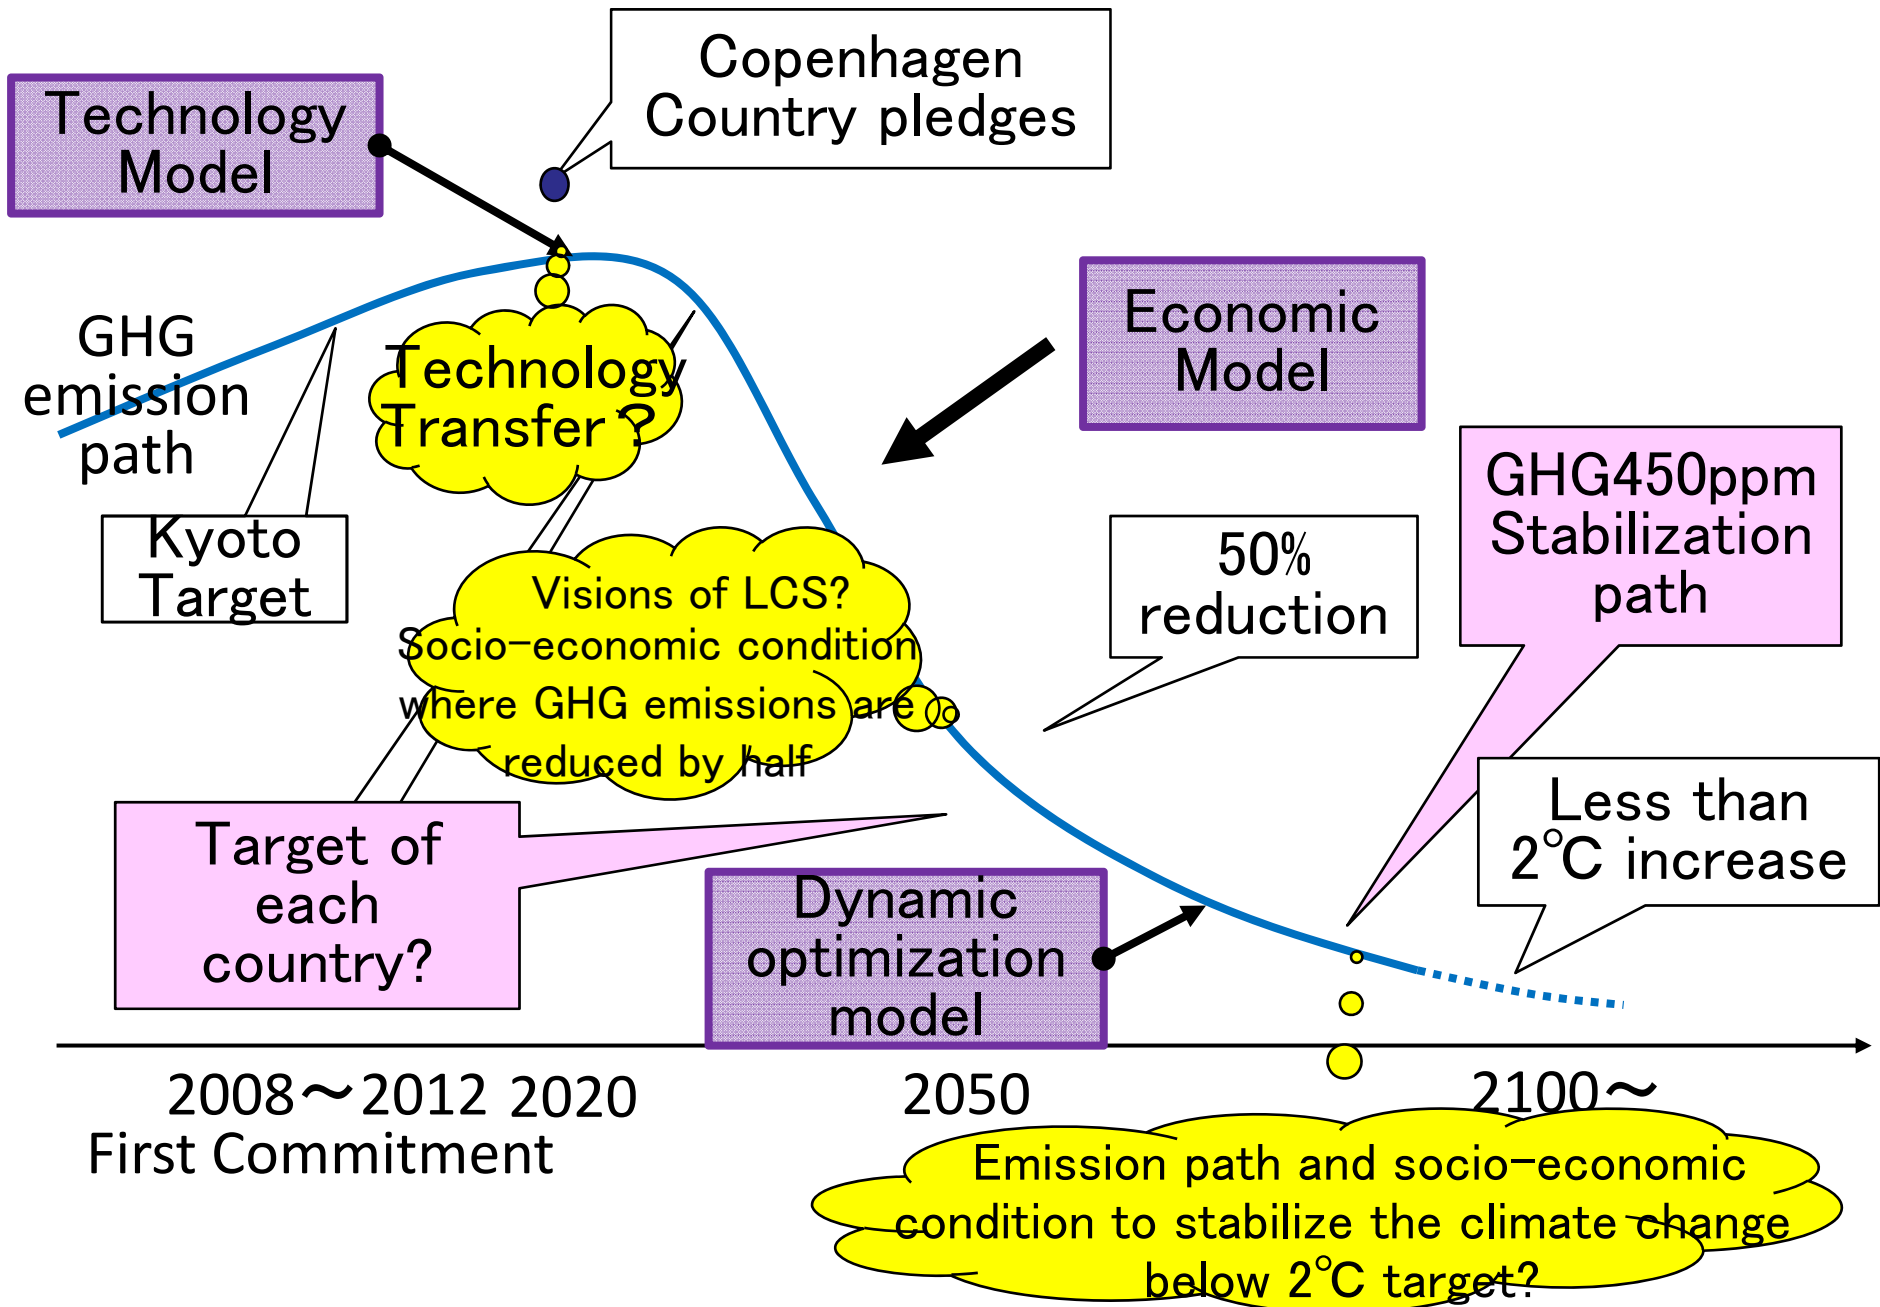 Copenhagen
Country pledges
Technology
Model
Economic
Model
GHG
emission
path
Technology
Transfer？
GHG450ppm
Stabilization
path
Kyoto
Target
50%
reduction
Visions of LCS?
Socio-economic condition
where GHG emissions are
reduced by half
Less than
2℃ increase
Target of
each
country?
Dynamic
optimization
model
2008～2012 2020 2050 2100～
First Commitment
Emission path and socio-economic
condition to stabilize the climate change
below 2℃ target?